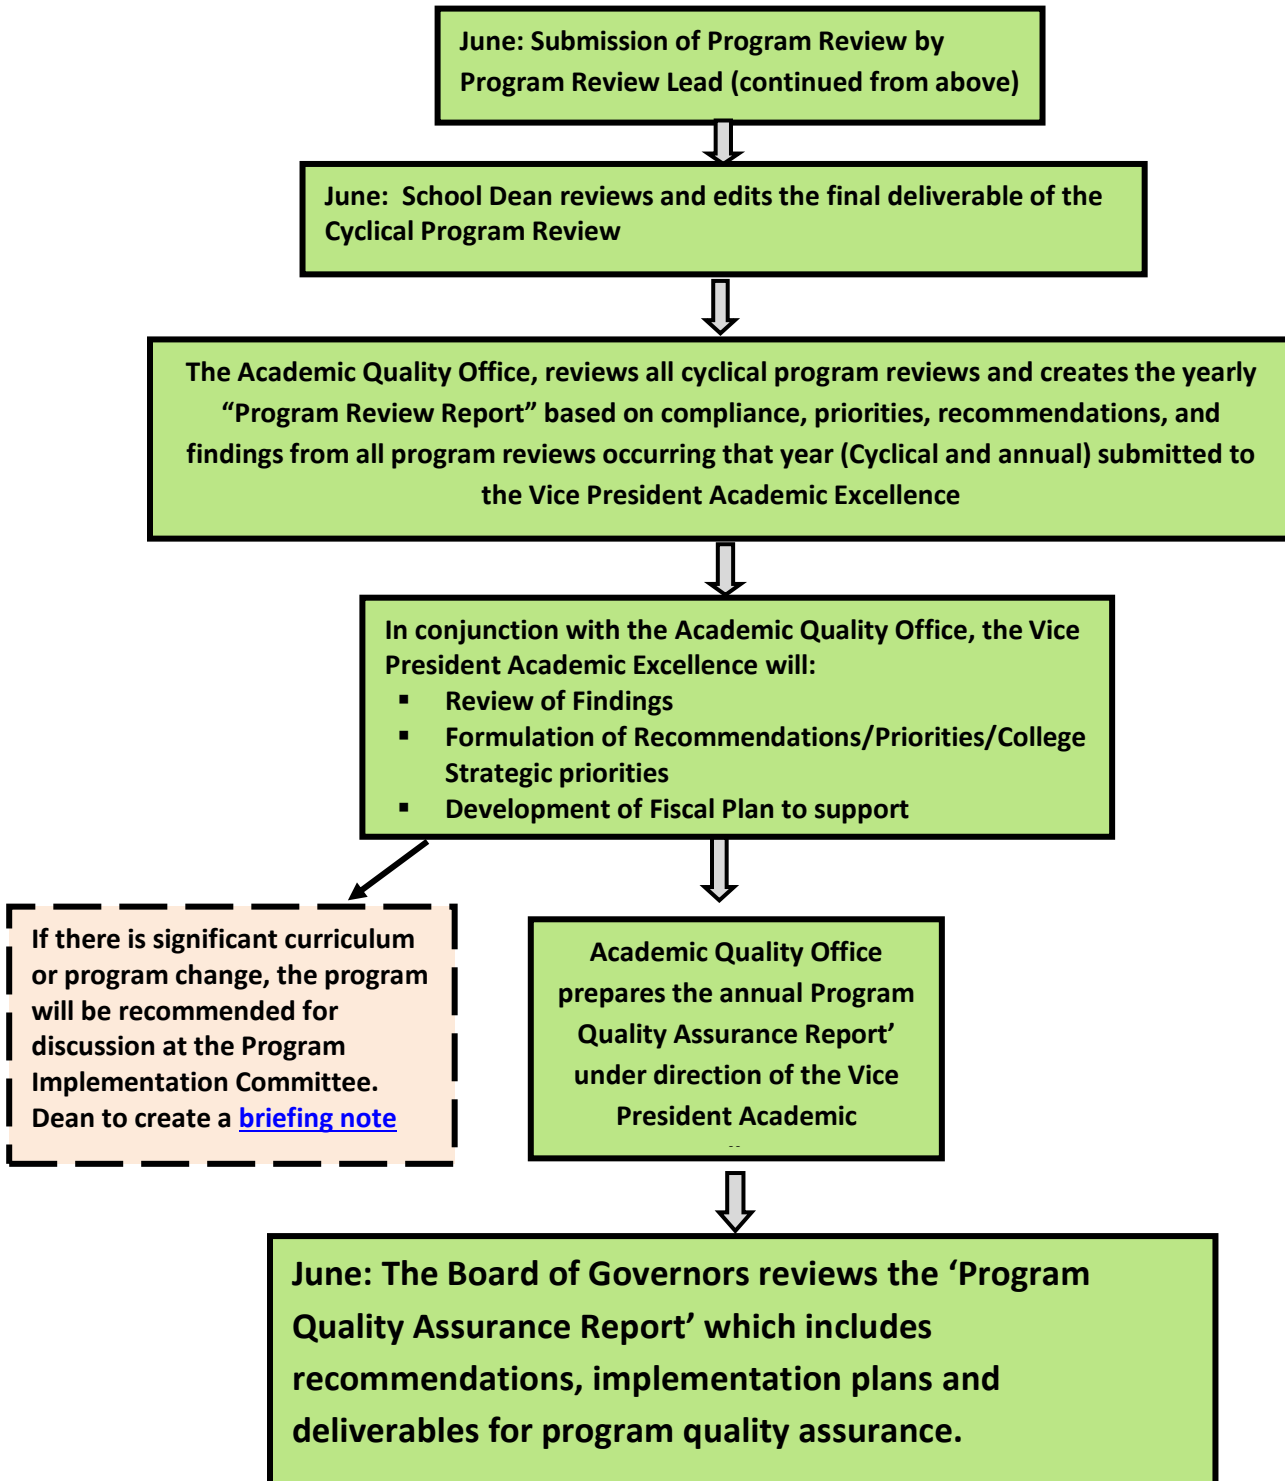 June: Submission of Program Review by
Program Review Lead (continued from above)
June:  School Dean reviews and edits the final deliverable of the
Cyclical Program Review
The Academic Quality Office, reviews all cyclical program reviews and creates the yearly
“Program Review Report” based on compliance, priorities, recommendations, and
findings from all program reviews occurring that year (Cyclical and annual) submitted to
the Vice President Academic Excellence
In conjunction with the Academic Quality Office, the Vice
President Academic Excellence will:
▪ Review of Findings
▪ Formulation of Recommendations/Priorities/College
Strategic priorities
▪ Development of Fiscal Plan to support
If there is significant curriculum
or program change, the program
will be recommended for
discussion at the Program
Implementation Committee.
Dean to create a briefing note
Academic Quality Office
prepares the annual Program
Quality Assurance Report’
under direction of the Vice
President Academic
June: The Board of Governors reviews the ‘Program
Quality Assurance Report’ which includes
recommendations, implementation plans and
deliverables for program quality assurance.